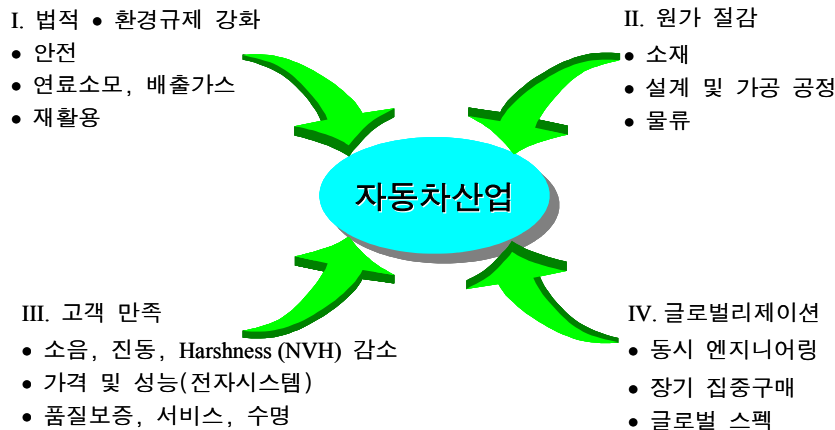 I. 법적 • 환경규제 강화
• 안전
• 연료소모, 배출가스
• 재활용
II. 원가 절감
• 소재
• 설계 및 가공 공정
• 물류
자동차산업
III. 고객 만족
• 소음, 진동, Harshness (NVH) 감소
• 가격 및 성능(전자시스템)
• 품질보증, 서비스, 수명
IV. 글로벌리제이션
• 동시 엔지니어링
• 장기 집중구매
• 글로벌 스펙